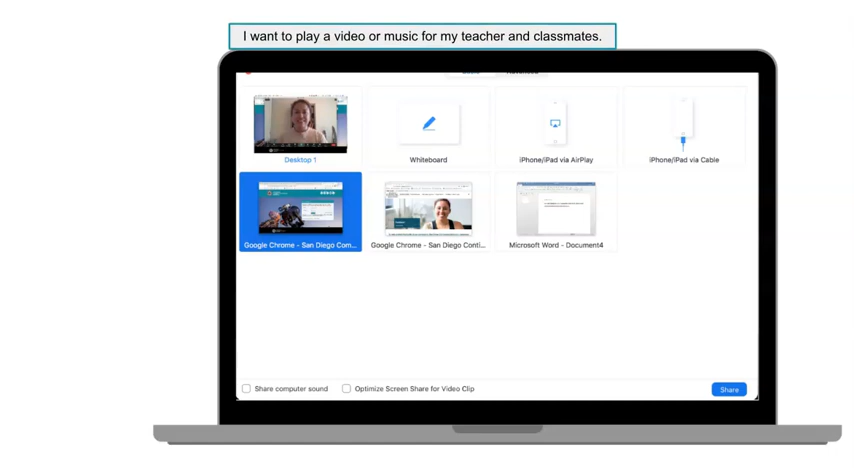 I want to play a video or music for my teacher and classmates.
Desktop 1
Whiteboard
iPhone/iPad via AirPlay
iPhone/iPad via Cable
Google Chrome - San Diego Com...
Google Chrome - San Diego Conti...
Microsoft Word - Document4
Share computer sound
Optimize Screen Share for Video Clip
Share